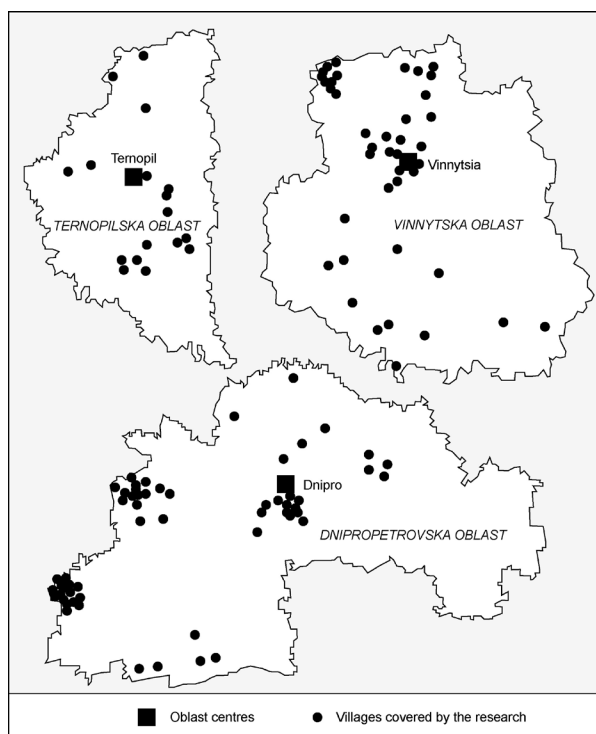 Ternopil
TERNOPILSKA OBLAST
Vinnytsia
VINNYTSKA OBLAST
Dnipro
DNIPROPETROVSKA OBLAST
Oblast centres
Villages covered by the research